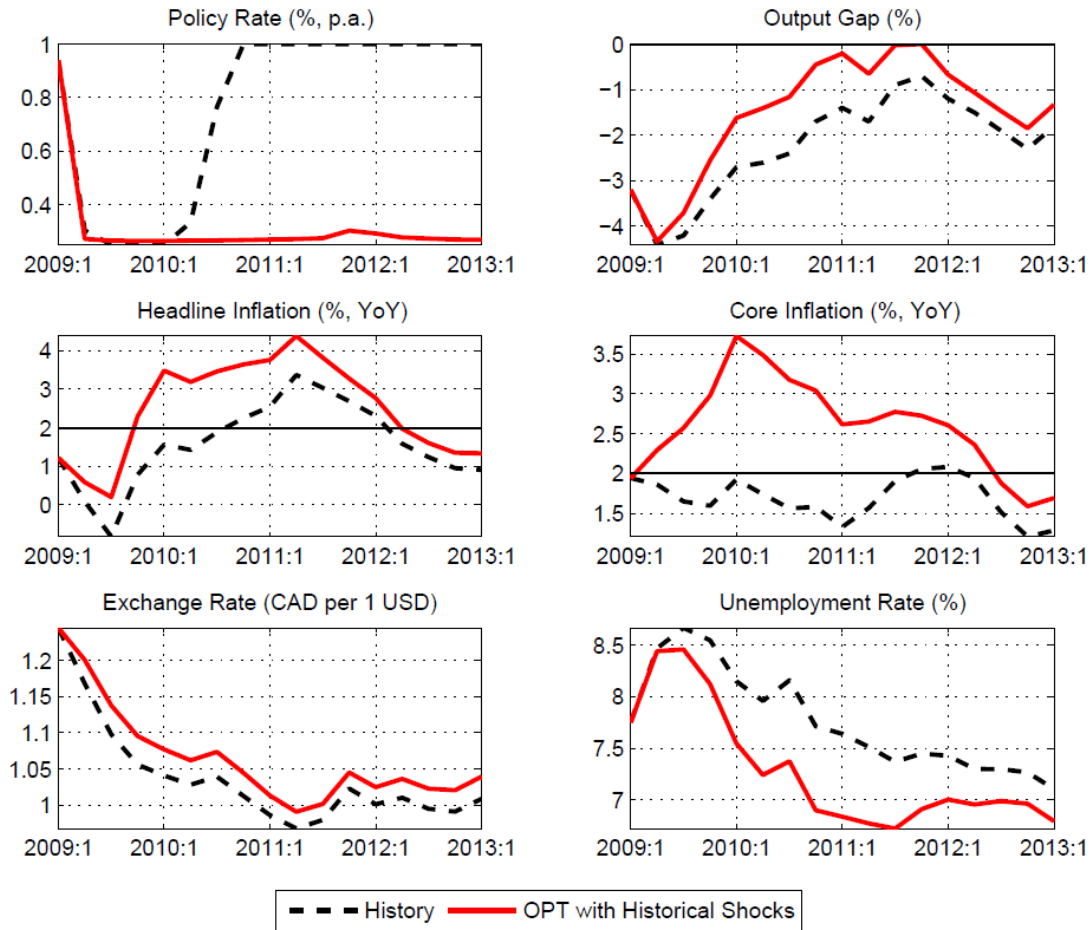 Policy Rate (%, p.a.)
1
0.8
0.6
0.4
2009:1 2010:1 2011:1 2012:1 2013:1
Output Gap (%)
0
−1
−2
−3
−4
2009:1 2010:1 2011:1 2012:1 2013:1
Headline Inflation (%, YoY)
4
3
2
1
0
2009:1 2010:1 2011:1 2012:1 2013:1
Core Inflation (%, YoY)
3.5
3
2.5
2
1.5
2009:1 2010:1 2011:1 2012:1 2013:1
Exchange Rate (CAD per 1 USD)
1.2
1.15
1.1
1.05
1
2009:1 2010:1 2011:1 2012:1 2013:1
Unemployment Rate (%)
8.5
8
7.5
7
2009:1 2010:1 2011:1 2012:1 2013:1
History OPT with Historical Shocks